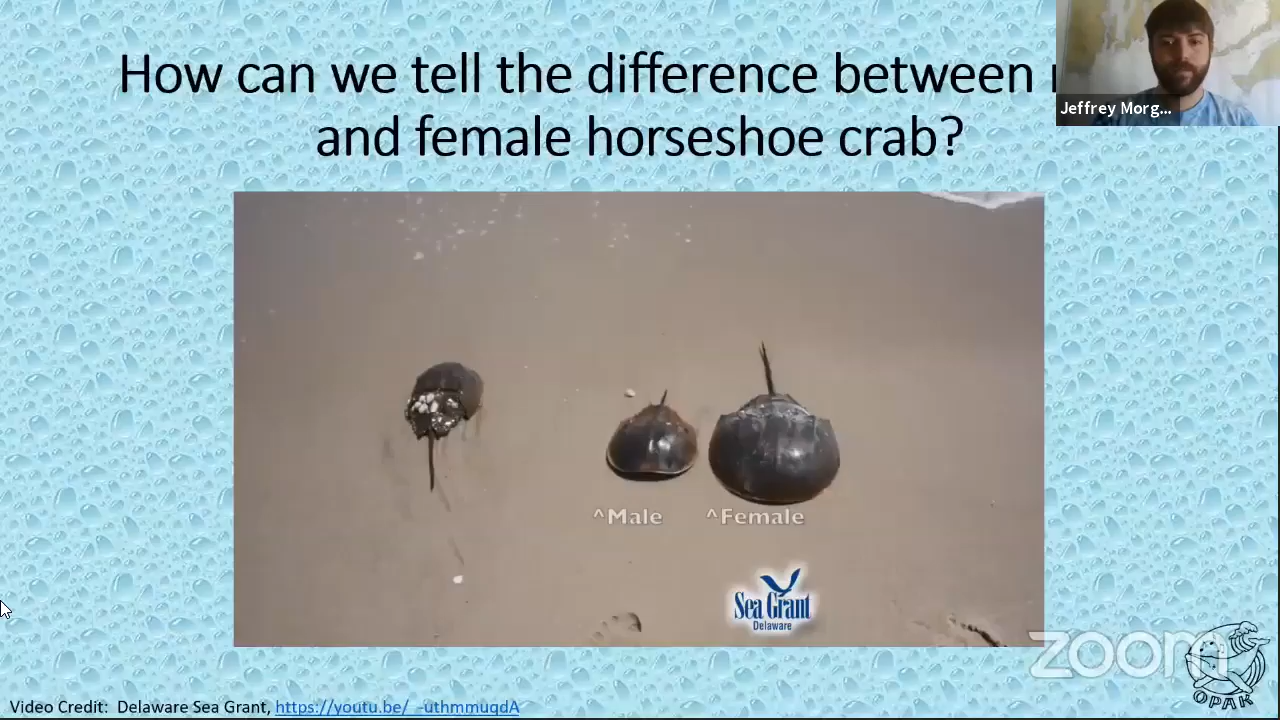 How can we tell the difference between
and female horseshoe crab?
Jeffrey Morg...
^Male ^Female
Sea Grant
Delaware
zoom
OPAK
Video Credit: Delaware Sea Grant, https://youtu.be/_-uthmmuqdA